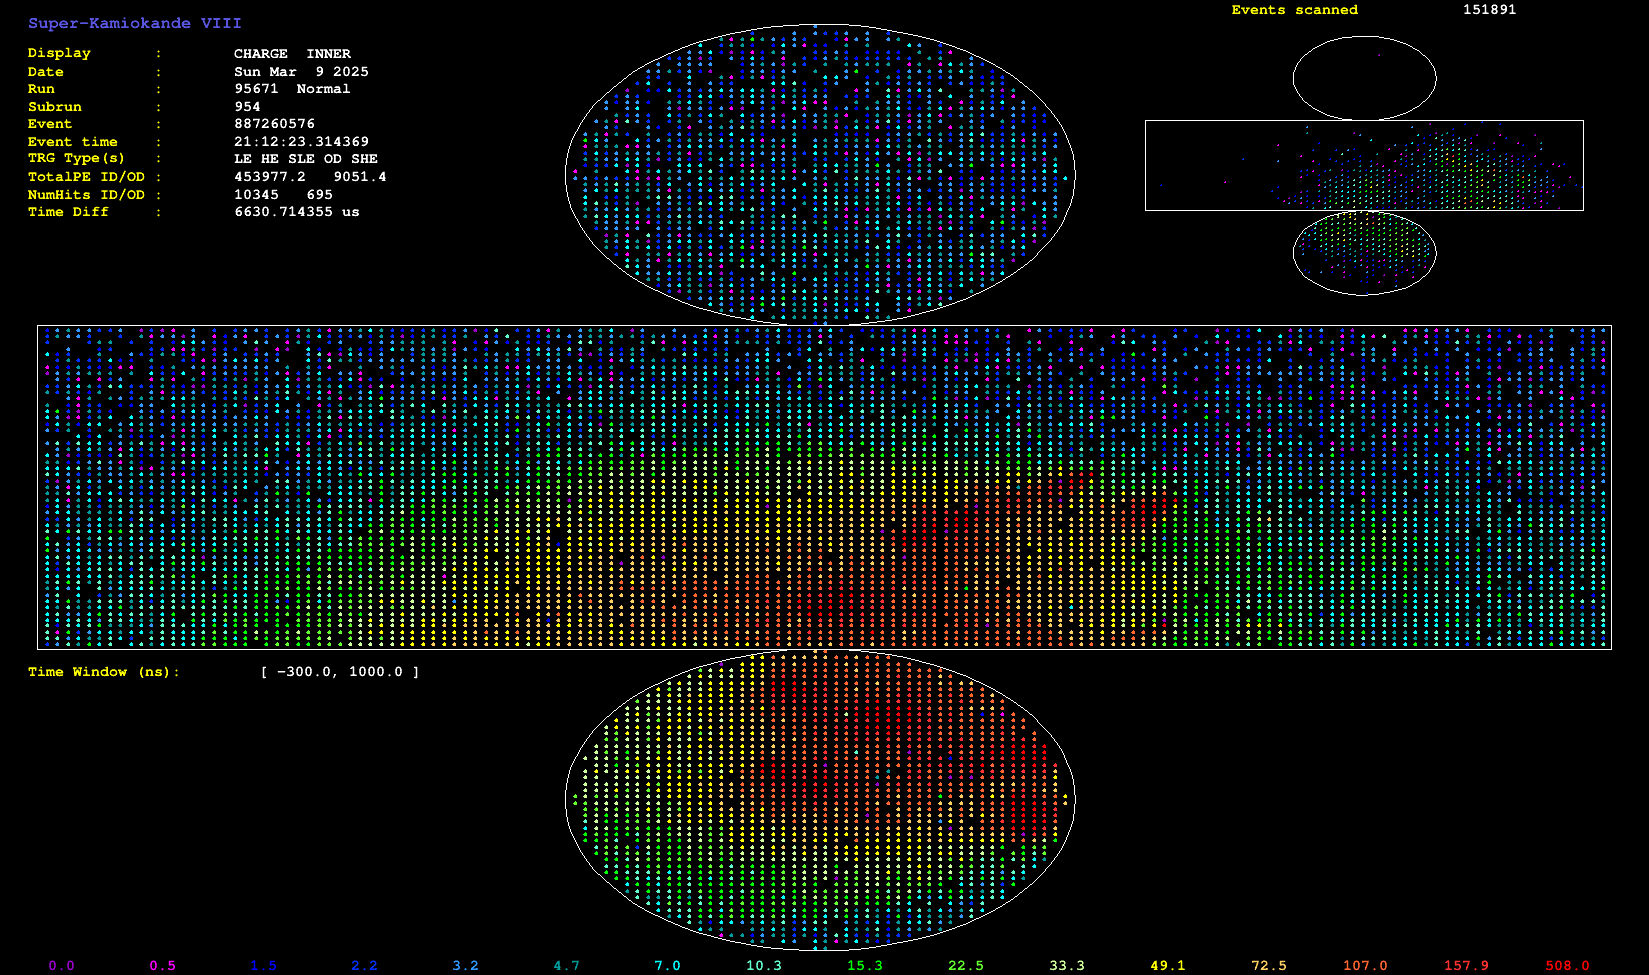 Super-Kamiokande VIII
Events scanned 151891
Display : CHARGE INNER
Date : Sun Mar 9 2025
Run : 95671 Normal
Subrun : 954
Event : 887260576
Event time : 21:12:23.314369
TRG Type(s) : LE HE SLE OD SHE
TotalPE ID/OD : 453977.2 9051.4
NumHits ID/OD : 10345 695
Time Diff : 6630.714355 us
Time Window (ns): [ -300.0, 1000.0 ]
0.0 0.5 1.5 2.2 3.2 4.7 7.0 10.3 15.3 22.5 33.3 49.1 72.5 107.0 157.9 508.0